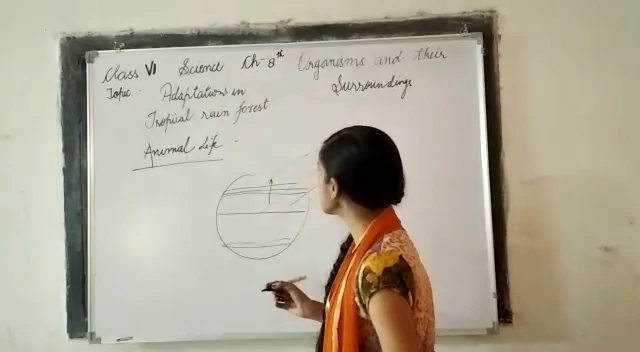 Class VI Science Ch-8th Organisms and their
Surroundings
Topic. Adaptation in
Tropical rain forest
Animal Life